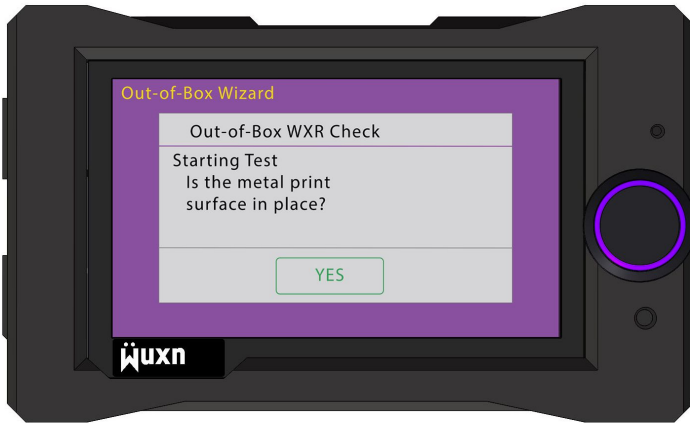 Out-of-Box Wizard
Out-of-Box WXR Check
Starting Test
Is the metal print
surface in place?
YES
Ẅuxn